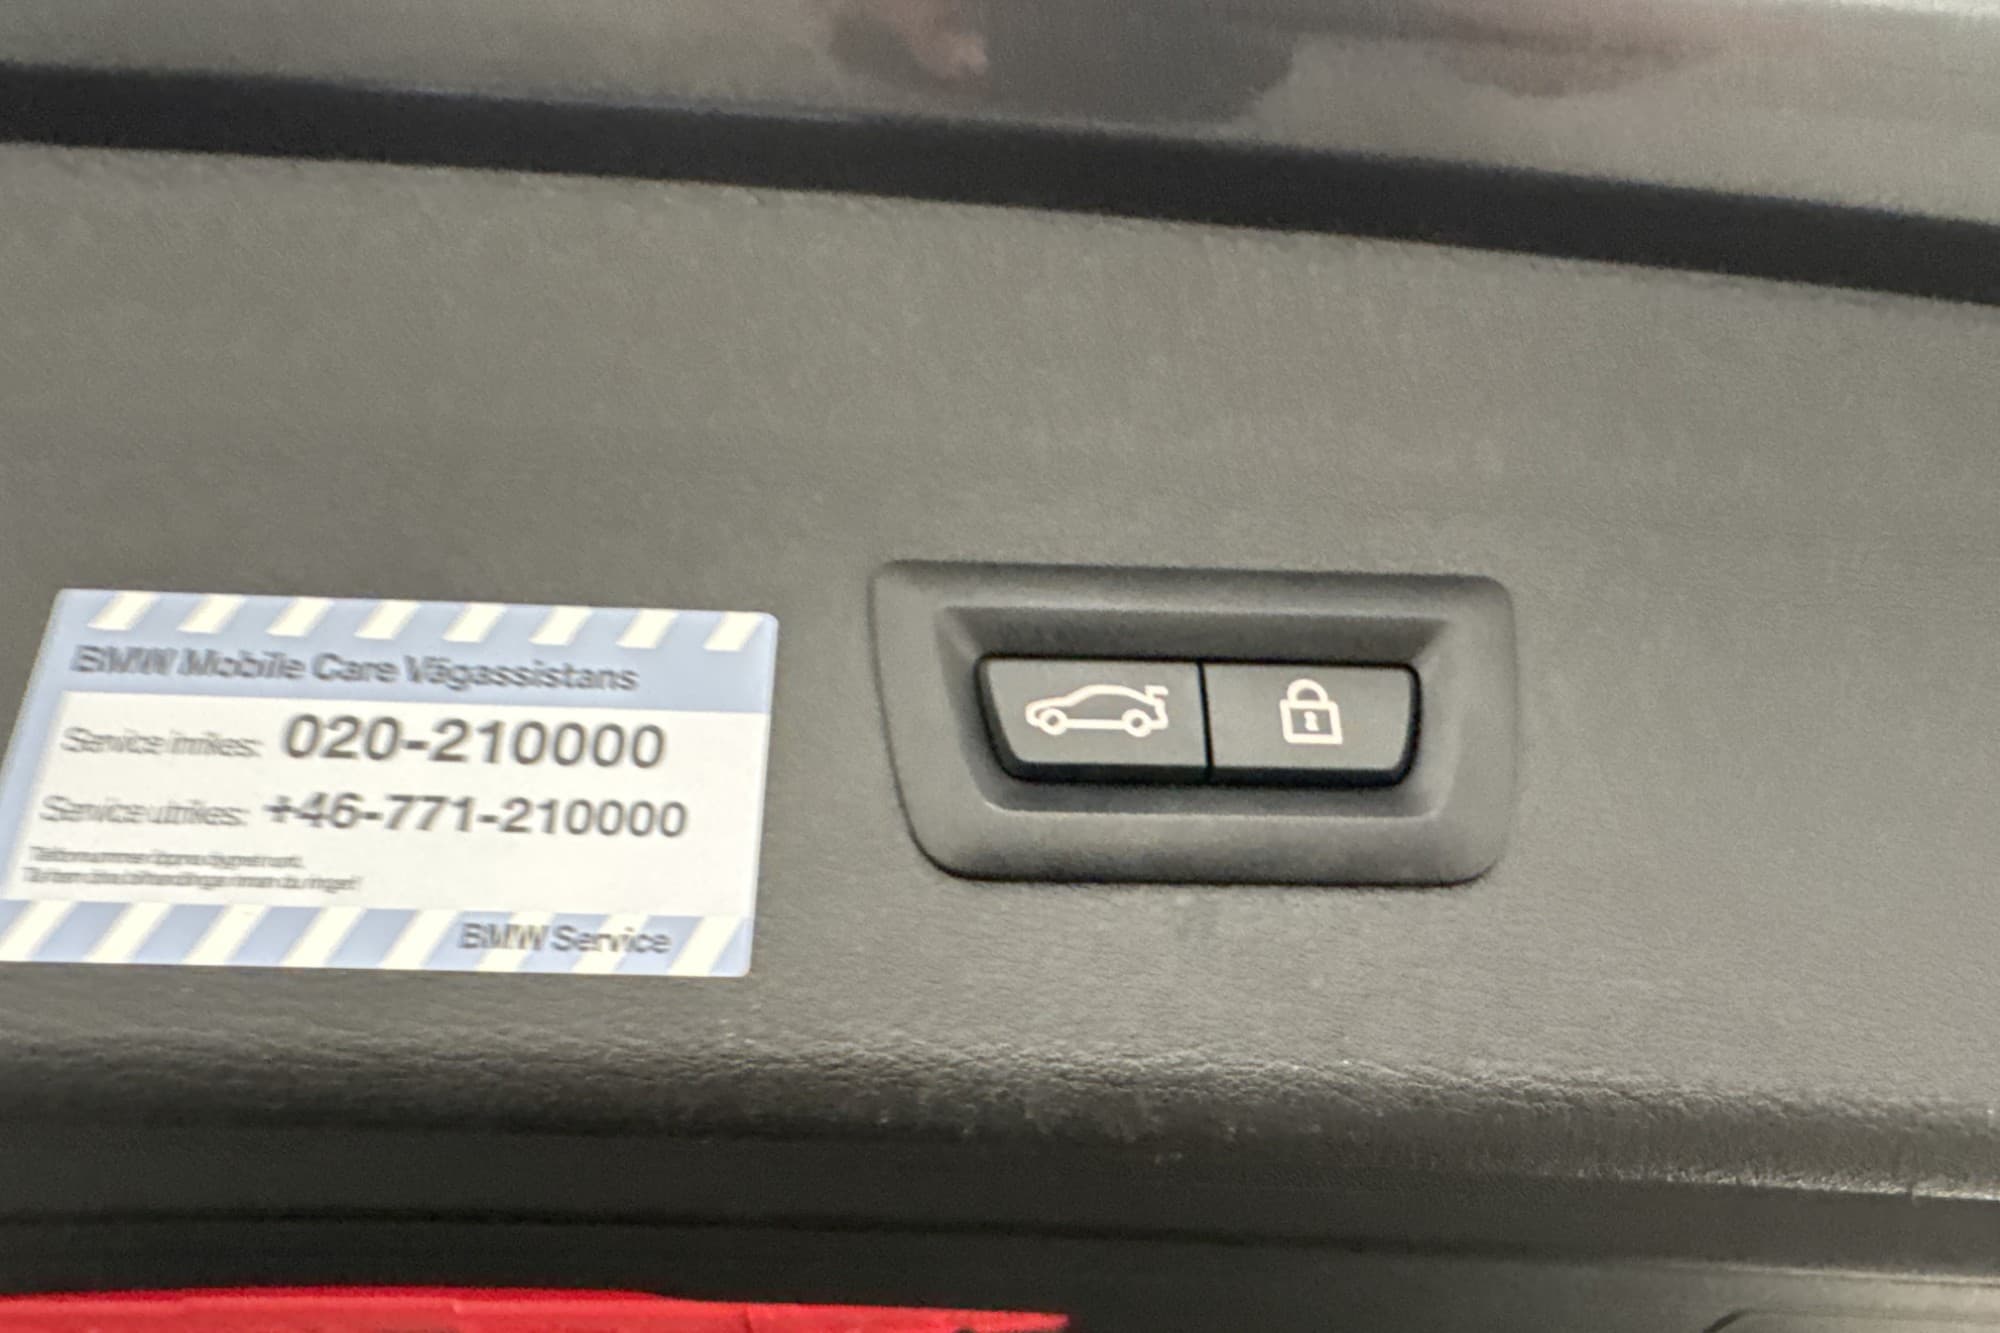 BMW Mobile Care Vägassistans
Service inrikes: 020-210000
Service utrikes: +46-771-210000
BMW Service